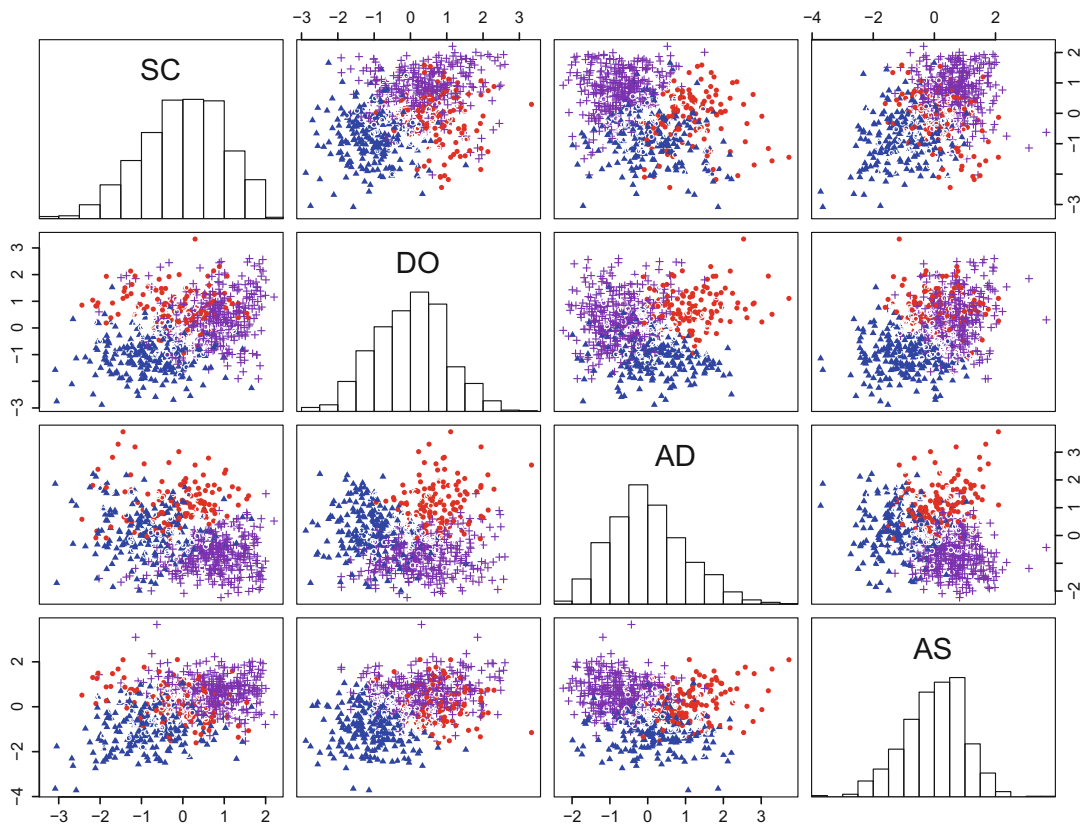 −3 −2 −1 0 1 2 3
−4 −2 0 2
SC
−3 −1 0 1 2
−3 −1 0 1 2 3
DO
AD
−2 0 1 2 3
−4 −2 0 2
AS
−3 −2 −1 0 1 2
−2 −1 0 1 2 3